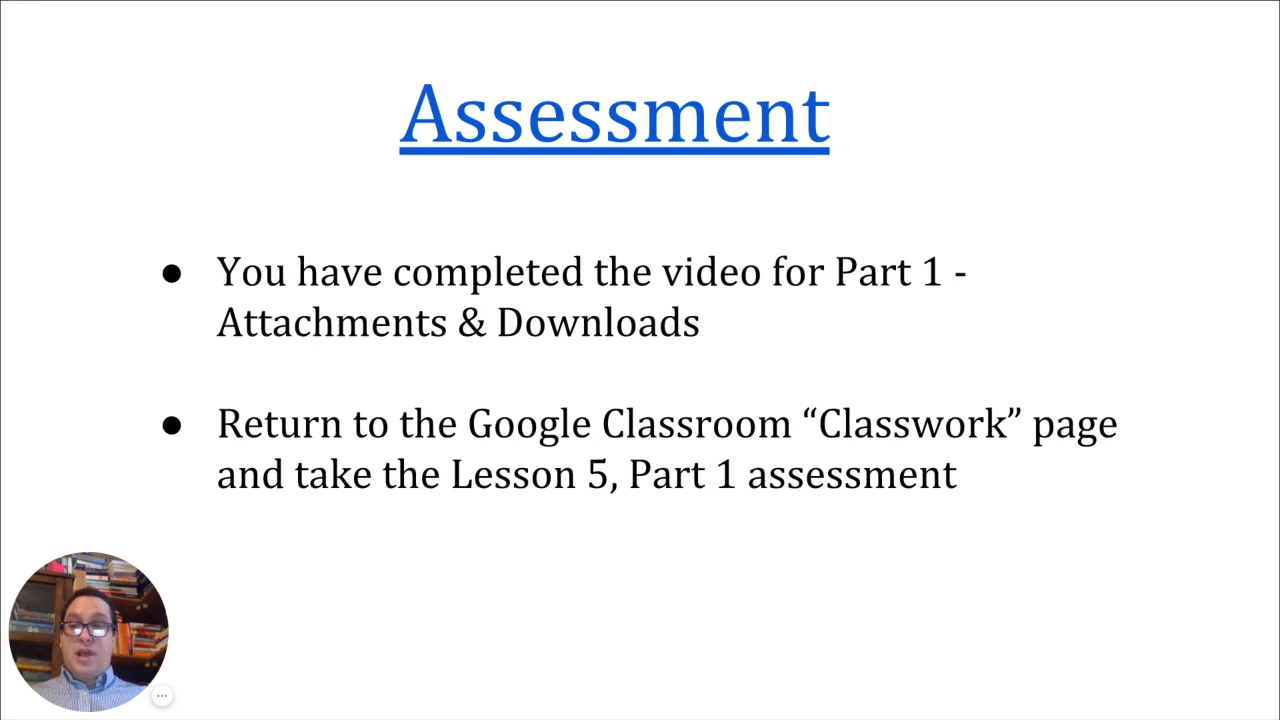 Assessment
● You have completed the video for Part 1 -
Attachments & Downloads
● Return to the Google Classroom “Classwork” page
and take the Lesson 5, Part 1 assessment